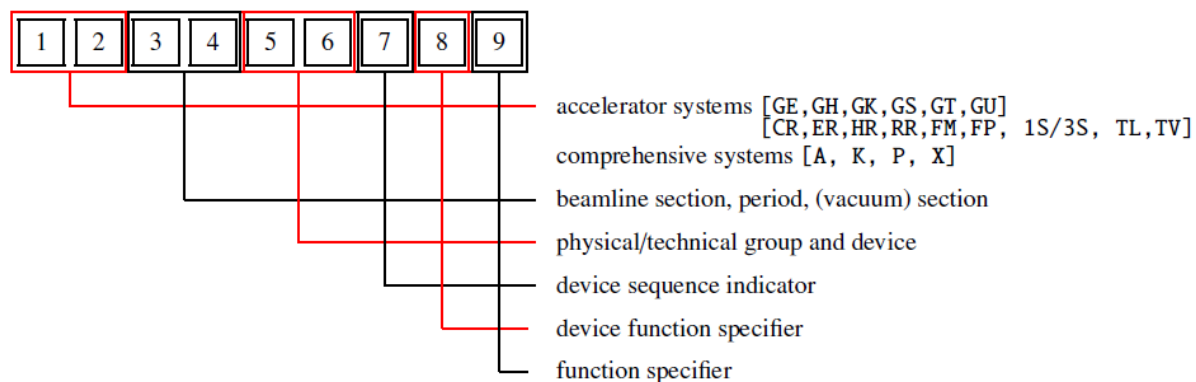 1 2 3 4 5 6 7 8 9
accelerator systems [GE,GH,GK,GS,GT,GU]
[CR,ER,HR,RR,FM,FP, 1S/3S, TL,TV]
comprehensive systems [A, K, P, X]
beamline section, period, (vacuum) section
physical/technical group and device
device sequence indicator
device function specifier
function specifier